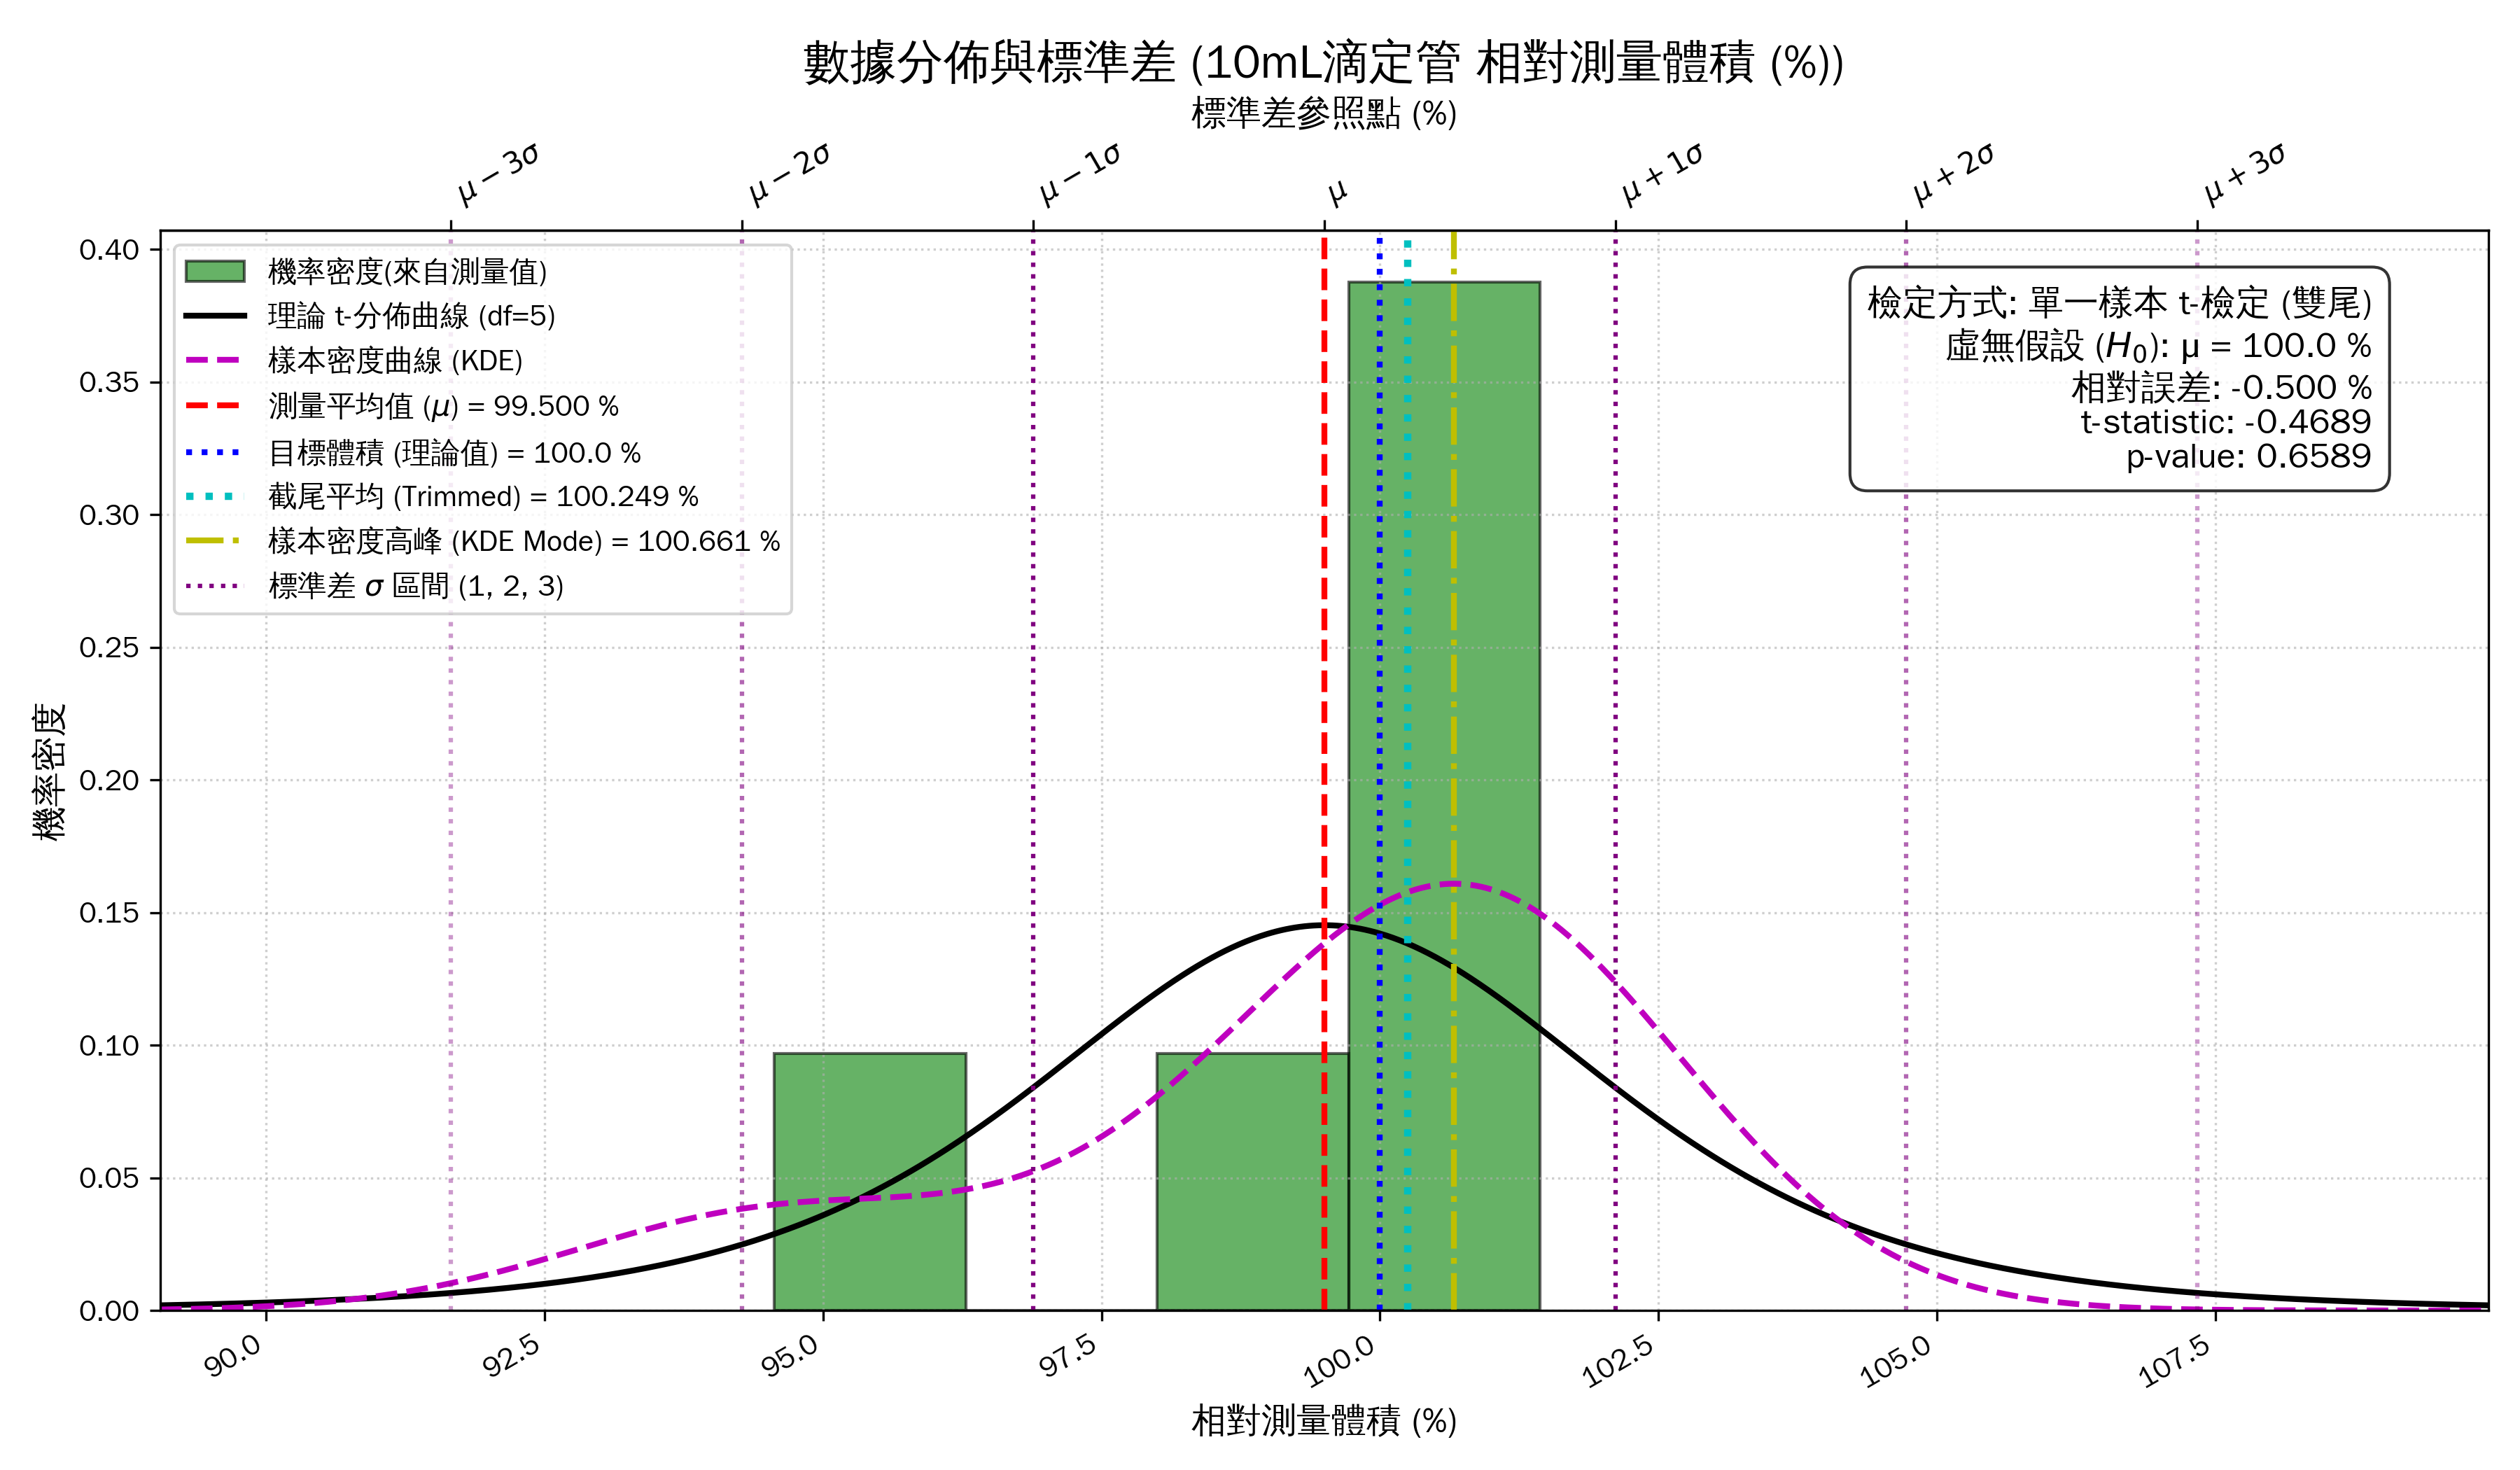 數據分佈與標準差 (10mL滴定管 相對測量體積 (%))
標準差參照點 (%)
μ − 3σ
μ − 2σ
μ − 1σ
μ
μ + 1σ
μ + 2σ
μ + 3σ
機率密度(來自測量值)
理論 t-分佈曲線 (df=5)
樣本密度曲線 (KDE)
測量平均值 (μ) = 99.500 %
目標體積 (理論值) = 100.0 %
截尾平均 (Trimmed) = 100.249 %
樣本密度高峰 (KDE Mode) = 100.661 %
標準差 σ 區間 (1, 2, 3)
檢定方式: 單一樣本 t-檢定 (雙尾)
虛無假設 (H₀): μ = 100.0 %
相對誤差: -0.500 %
t-statistic: -0.4689
p-value: 0.6589
機率密度
0.40
0.35
0.30
0.25
0.20
0.15
0.10
0.05
0.00
90.0
92.5
95.0
97.5
100.0
102.5
105.0
107.5
相對測量體積 (%)